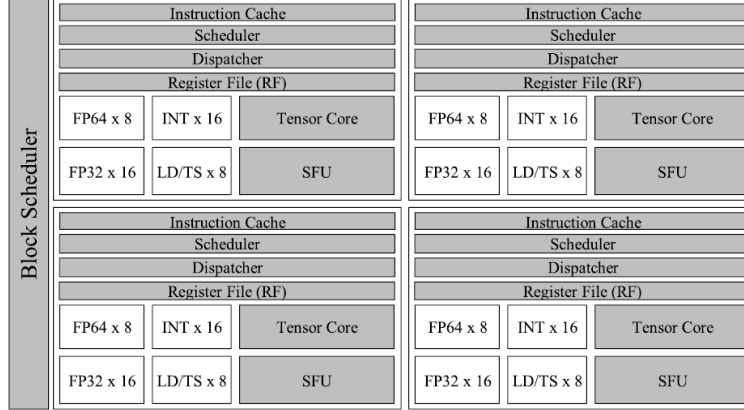 Block Scheduler
Instruction Cache
Scheduler
Dispatcher
Register File (RF)
FP64 x 8
INT x 16
Tensor Core
FP32 x 16
LD/TS x 8
SFU
Instruction Cache
Scheduler
Dispatcher
Register File (RF)
FP64 x 8
INT x 16
Tensor Core
FP32 x 16
LD/TS x 8
SFU
Instruction Cache
Scheduler
Dispatcher
Register File (RF)
FP64 x 8
INT x 16
Tensor Core
FP32 x 16
LD/TS x 8
SFU
Instruction Cache
Scheduler
Dispatcher
Register File (RF)
FP64 x 8
INT x 16
Tensor Core
FP32 x 16
LD/TS x 8
SFU